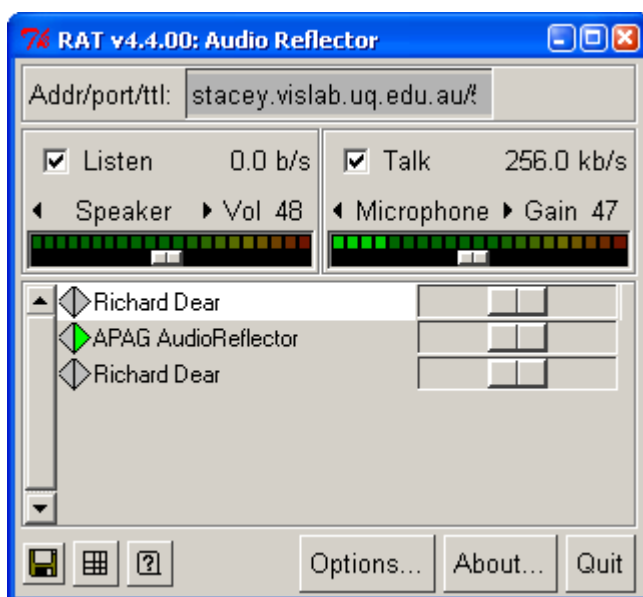 RAT v4.4.00: Audio Reflector
Addr/port/ttl: stacey.vislab.uq.edu.au/
Listen 0.0 b/s Talk 256.0 kb/s
Speaker Vol 48 Microphone Gain 47
Richard Dear
APAG AudioReflector
Richard Dear
Options... About... Quit